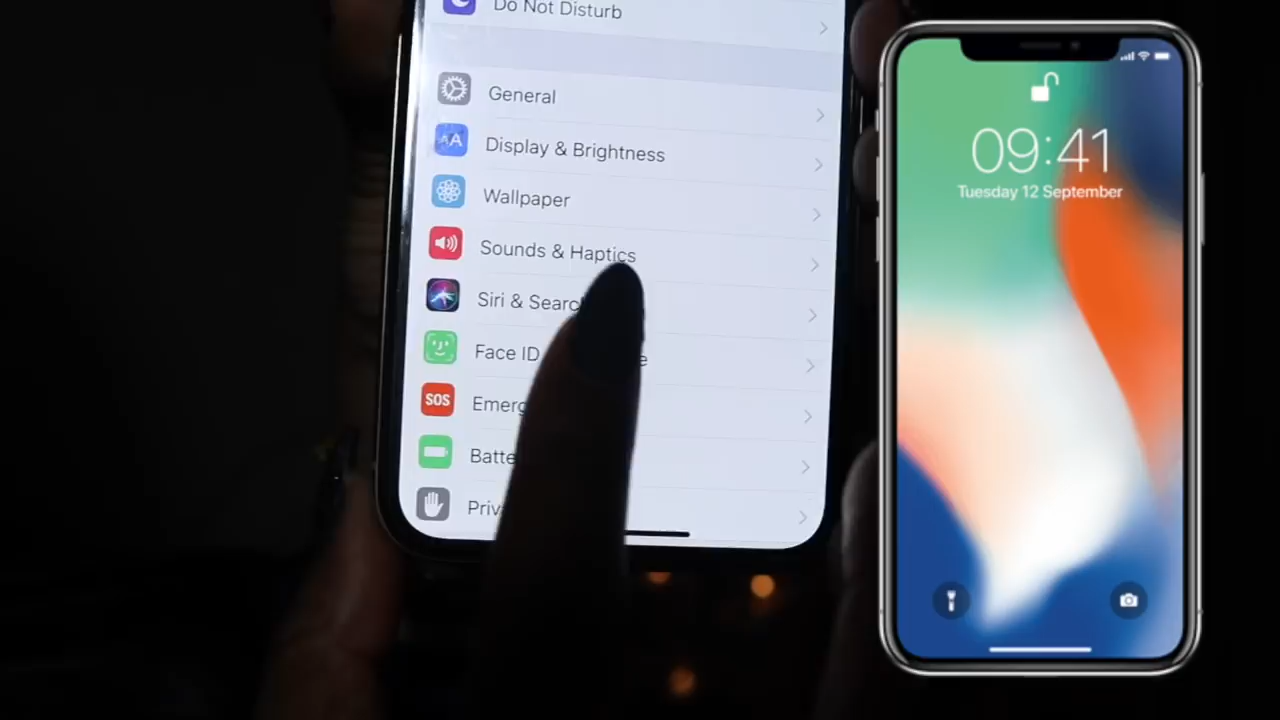 Do Not Disturb
General
AA
Display & Brightness
Wallpaper
Sounds & Haptics
Siri & Search
Face ID
SOS
09:41
Tuesday 12 September